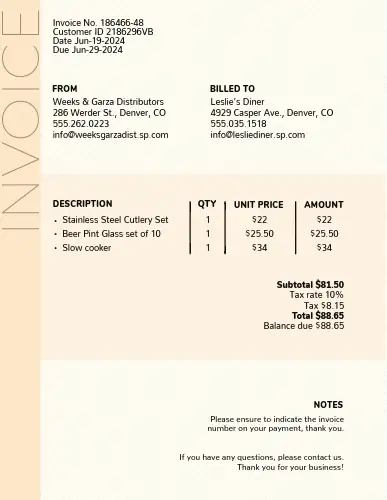 INVOICE
Invoice No. 186466-48
Customer ID 2186296VB
Date Jun-19-2024
Due Jun-29-2024
FROM
Weeks & Garza Distributors
286 Werder St., Denver, CO
555.262.0223
info@weeksgarzadist.sp.com
BILLED TO
Leslie's Diner
4929 Casper Ave., Denver, CO
555.035.1518
info@lesliediner.sp.com
DESCRIPTION QTY UNIT PRICE AMOUNT
• Stainless Steel Cutlery Set 1 $22 $22
• Beer Pint Glass set of 10 1 $25.50 $25.50
• Slow cooker 1 $34 $34
Subtotal $81.50
Tax rate 10%
Tax $8.15
Total $88.65
Balance due $88.65
NOTES
Please ensure to indicate the invoice
number on your payment, thank you.
If you have any questions, please contact us.
Thank you for your business!